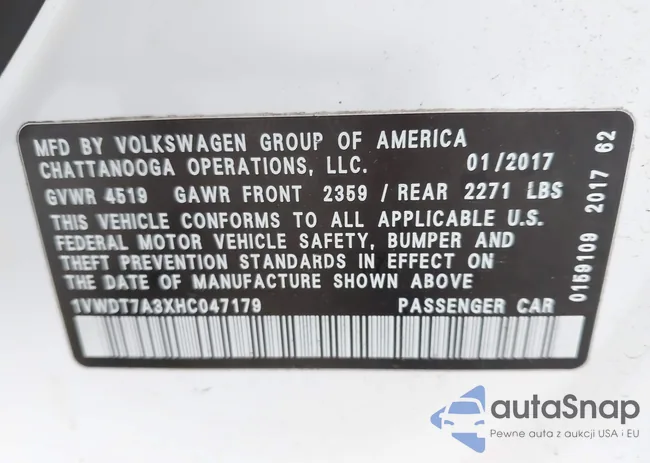 MFD BY VOLKSWAGEN GROUP OF AMERICA
CHATTANOOGA OPERATIONS, LLC. 01/2017
GVWR 4519 GAWR FRONT 2359 / REAR 2271 LBS
THIS VEHICLE CONFORMS TO ALL APPLICABLE U.S.
FEDERAL MOTOR VEHICLE SAFETY, BUMPER AND
THEFT PREVENTION STANDARDS IN EFFECT ON
THE DATE OF MANUFACTURE SHOWN ABOVE
1VWDT7A3XHC047179 PASSENGER CAR
0159109 2017 62
autaSnap
Pewne auta z aukcji USA i EU